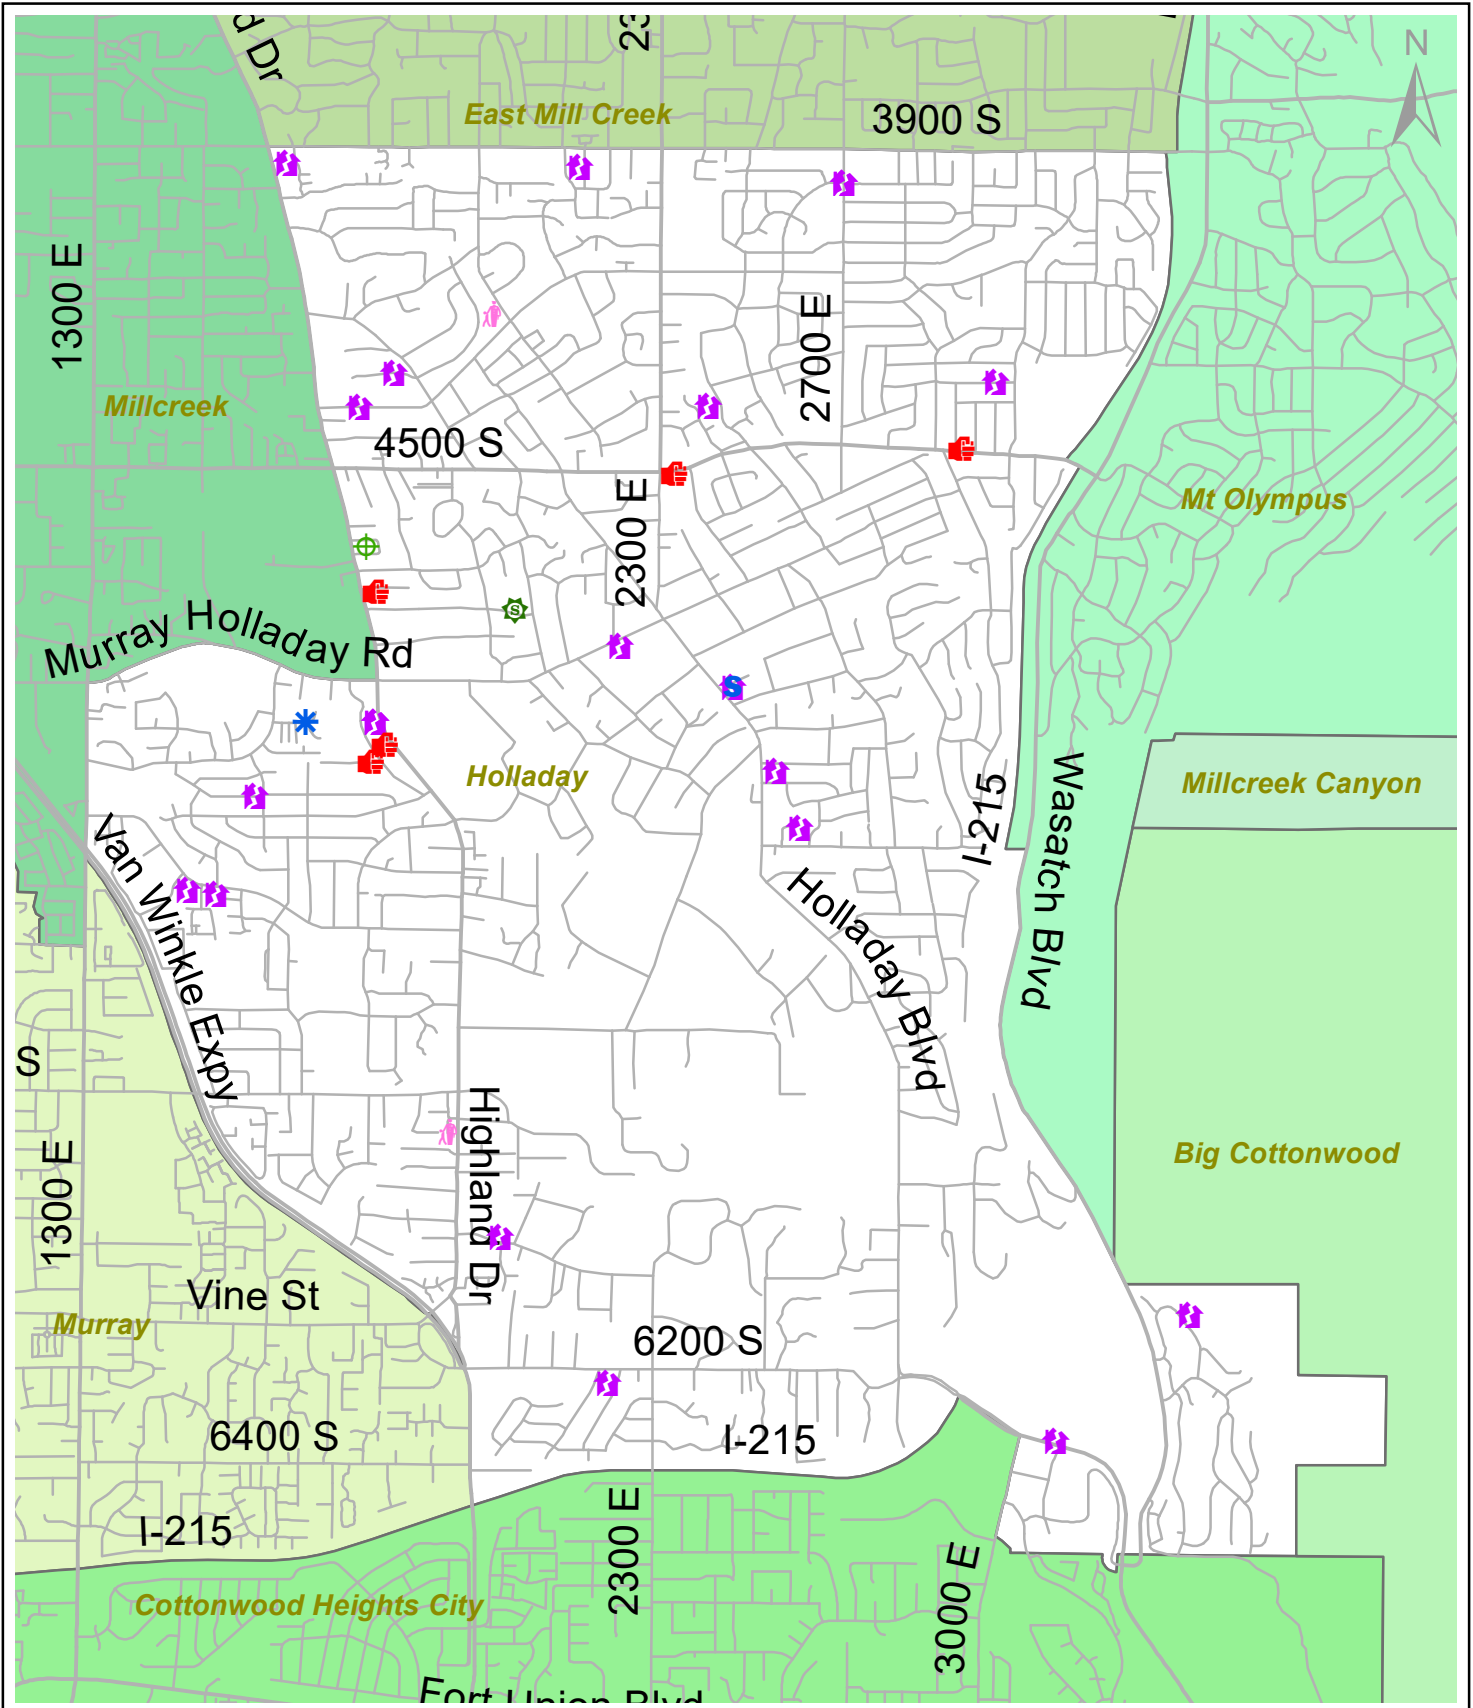 d Dr
23
N
East Mill Creek
3900 S
1300 E
2700 E
Millcreek
4500 S
2300 E
Mt Olympus
Murray Holladay Rd
S
Holladay
I-215
Wasatch Blvd
Millcreek Canyon
Van Winkle Expy
Holladay Blvd
S
Highland Dr
1300 E
Big Cottonwood
Vine St
Murray
6200 S
6400 S
I-215
I-215
2300 E
3000 E
Cottonwood Heights City
Fort Union Blvd